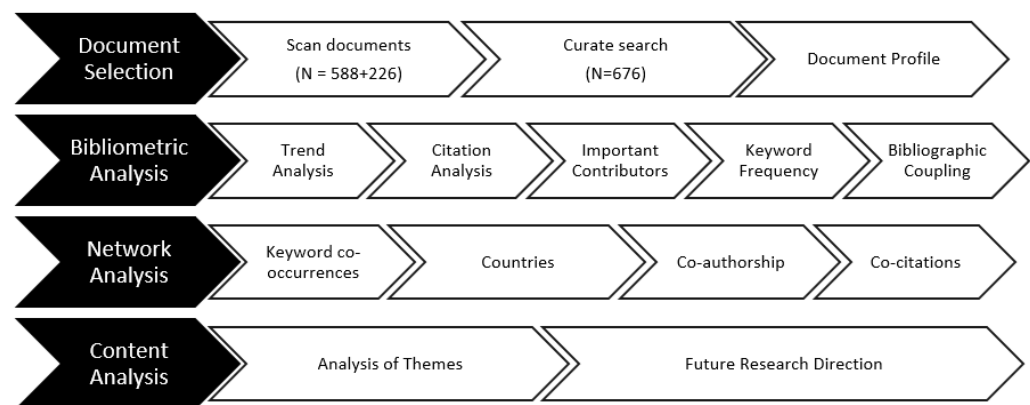 Document
Selection
Scan documents
(N = 588+226)
Curate search
(N=676)
Document Profile
Bibliometric
Analysis
Trend
Analysis
Citation
Analysis
Important
Contributors
Keyword
Frequency
Bibliographic
Coupling
Network
Analysis
Keyword co-
occurrences
Countries
Co-authorship
Co-citations
Content
Analysis
Analysis of Themes
Future Research Direction